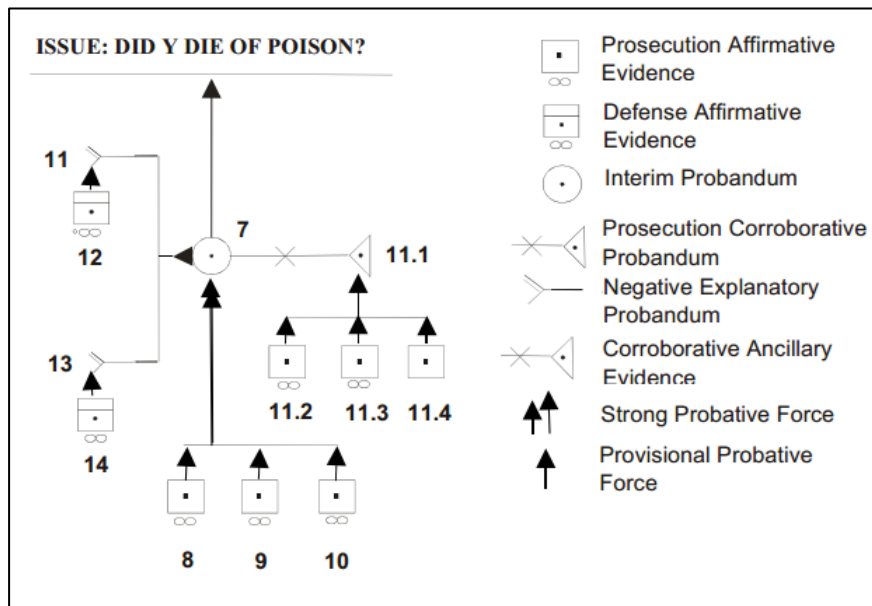 ISSUE: DID Y DIE OF POISON?
11
12
7
11.1
13
14
11.2
11.3
11.4
8
9
10
Prosecution Affirmative
Evidence
Defense Affirmative
Evidence
Interim Probandum
Prosecution Corroborative
Probandum
Negative Explanatory
Probandum
Corroborative Ancillary
Evidence
Strong Probative Force
Provisional Probative
Force